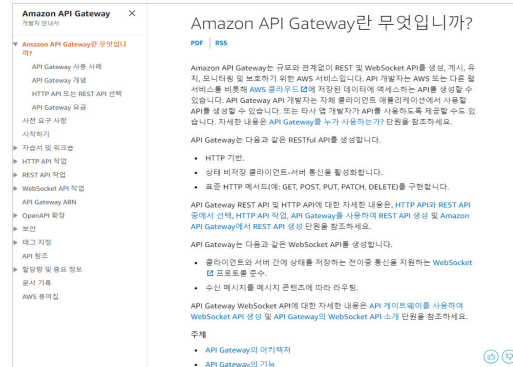 Amazon API Gateway
개발자 안내서
Amazon API Gateway란 무엇입니
까?
API Gateway 사용 사례
API Gateway 개념
HTTP API 또는 REST API 선택
API Gateway 요금
사전 요구 사항
시작하기
자습서 및 워크숍
HTTP API 작업
REST API 작업
WebSocket API 작업
API Gateway ARN
OpenAPI 확장
보안
태그 지정
API 참조
할당량 및 중요 정보
문서 기록
AWS 용어집
Amazon API Gateway란 무엇입니까?
PDF RSS
Amazon API Gateway는 규모와 관계없이 REST 및 WebSocket API를 생성, 게시, 유
지, 모니터링 및 보호하기 위한 AWS 서비스입니다. API 개발자는 AWS 또는 다른 웹
서비스를 비롯해 AWS 클라우드에 저장된 데이터에 액세스하는 API를 생성할 수
있습니다. API Gateway API 개발자는 자체 클라이언트 애플리케이션에서 사용할
API를 생성할 수 있습니다. 또는 타사 앱 개발자가 API를 사용하도록 제공할 수도 있
습니다. 자세한 내용은 API Gateway를 누가 사용하는가? 단원을 참조하세요.
API Gateway는 다음과 같은 RESTful API를 생성합니다.
• HTTP 기반.
• 상태 비저장 클라이언트-서버 통신을 활성화합니다.
• 표준 HTTP 메서드(예: GET, POST, PUT, PATCH, DELETE)를 구현합니다.
API Gateway REST API 및 HTTP API에 대한 자세한 내용은, HTTP API와 REST API
중에서 선택, HTTP API 작업, API Gateway를 사용하여 REST API 생성 및 Amazon
API Gateway에서 REST API 생성 단원을 참조하세요.
API Gateway는 다음과 같은 WebSocket API를 생성합니다.
• 클라이언트와 서버 간에 상태를 저장하는 전이중 통신을 지원하는 WebSocket
프로토콜 준수.
• 수신 메시지를 메시지 콘텐츠에 따라 라우팅.
API Gateway WebSocket API에 대한 자세한 내용은 API 게이트웨이를 사용하여
WebSocket API 생성 및 API Gateway의 WebSocket API 소개 단원을 참조하세요.
주제
• API Gateway의 아키텍처
• API Gateway의 기능